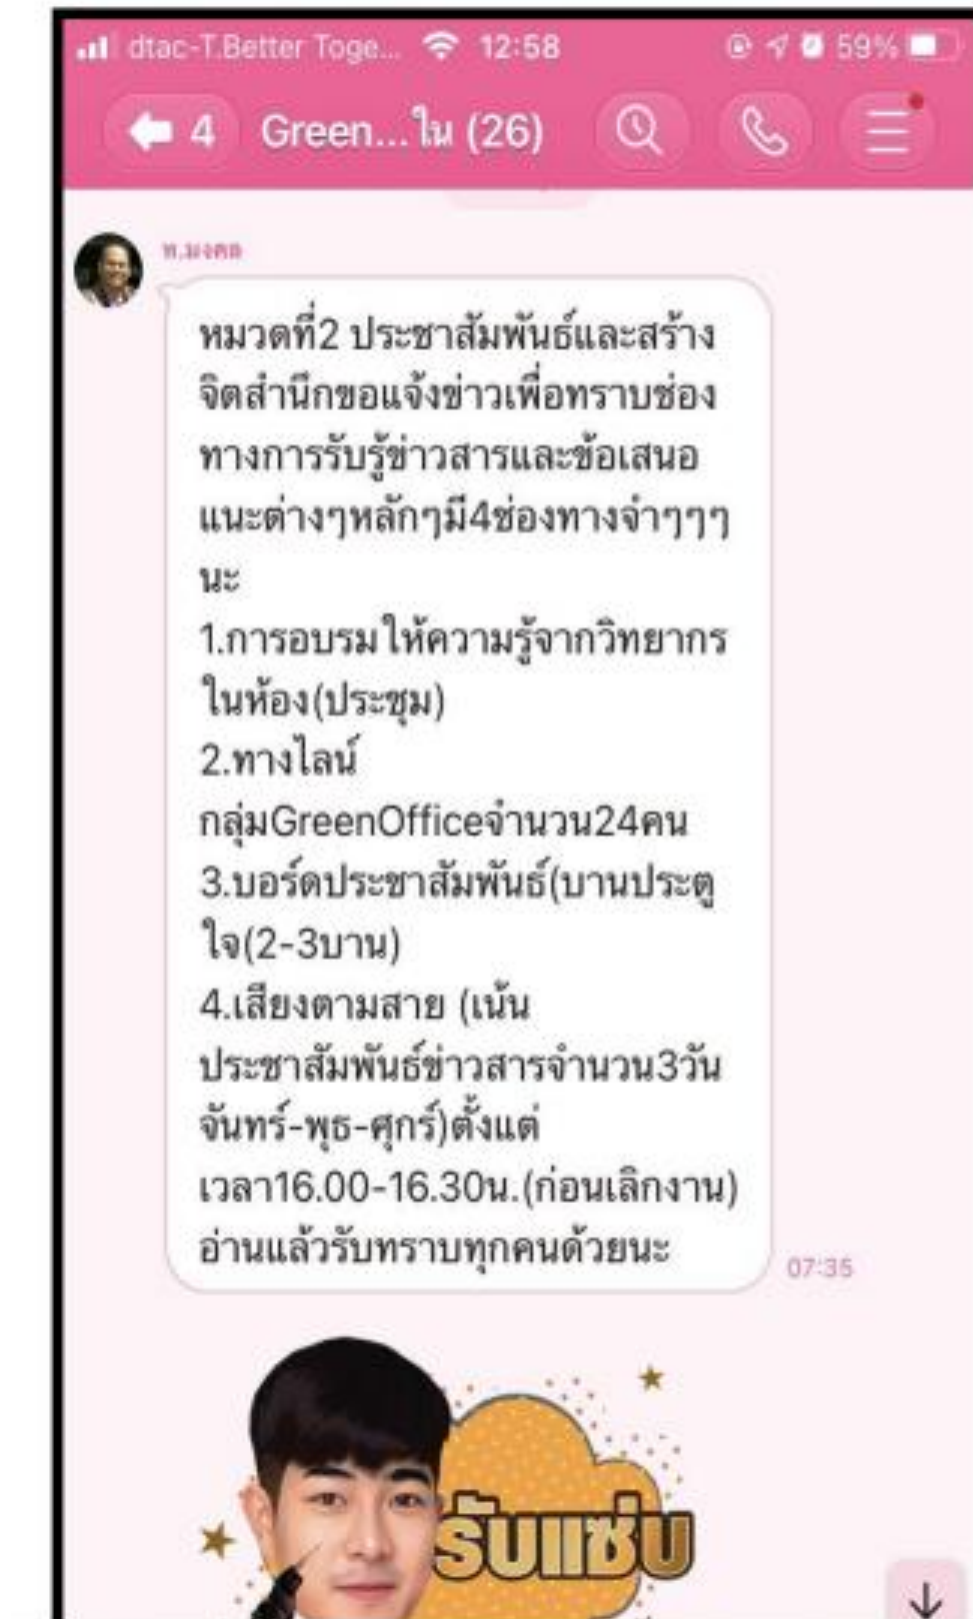 dtac-T.Better Toge... 12:58 59%
4 Green...ใน (26)
ท.มงคล
หมวดที่2 ประชาสัมพันธ์และสร้าง
จิตสำนึกขอแจ้งข่าวเพื่อทราบช่อง
ทางการรับรู้ข่าวสารและข้อเสนอ
แนะต่างๆหลักๆมี4ช่องทางจำๆๆๆ
นะ
1.การอบรมให้ความรู้จากวิทยากร
ในห้อง(ประชุม)
2.ทางไลน์
กลุ่มGreenOfficeจำนวน24คน
3.บอร์ดประชาสัมพันธ์(บานประตู
ใจ(2-3บาน)
4.เสียงตามสาย (เน้น
ประชาสัมพันธ์ข่าวสารจำนวน3วัน
จันทร์-พุธ-ศุกร์)ตั้งแต่
เวลา16.00-16.30น.(ก่อนเลิกงาน)
อ่านแล้วรับทราบทุกคนด้วยนะ
07:35
รับแซ่บ